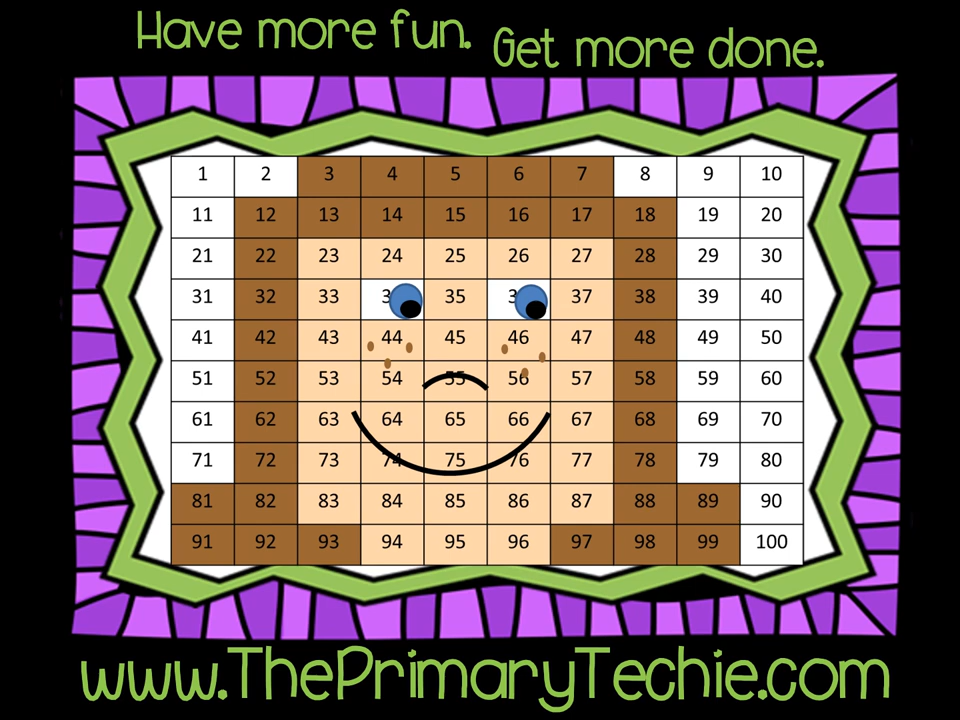 Have more fun. Get more done.
1 2 3 4 5 6 7 8 9 10
11 12 13 14 15 16 17 18 19 20
21 22 23 24 25 26 27 28 29 30
31 32 33 35 37 38 39 40
41 42 43 44 45 46 47 48 49 50
51 52 53 54 55 56 57 58 59 60
61 62 63 64 65 66 67 68 69 70
71 72 73 74 75 76 77 78 79 80
81 82 83 84 85 86 87 88 89 90
91 92 93 94 95 96 97 98 99 100
www.ThePrimaryTechie.com